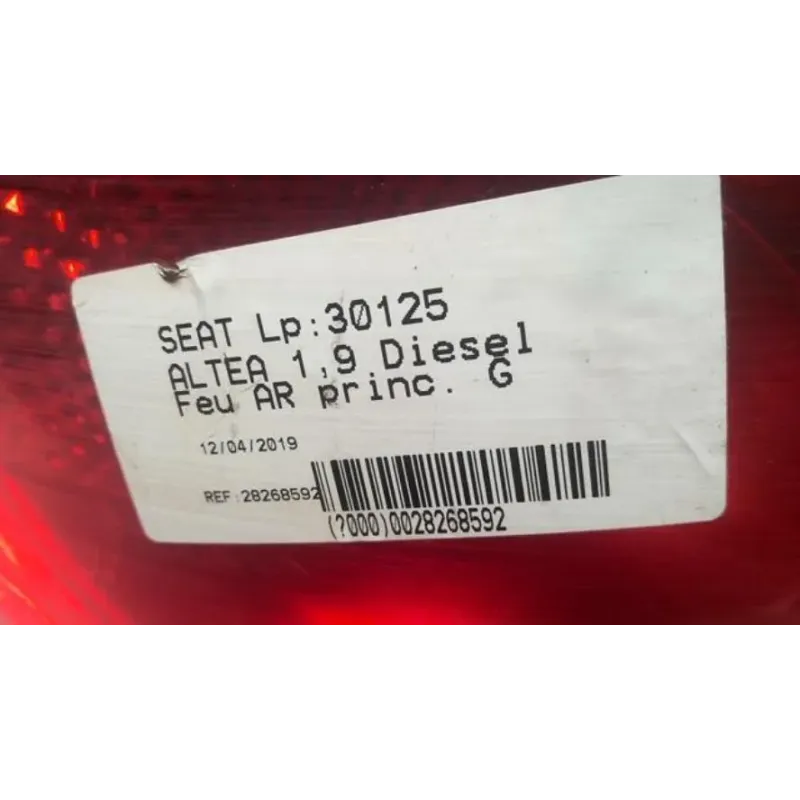 SEAT Lp:30125
ALTEA 1,9 Diesel
Feu AR princ. G
12/04/2019
REF:28268592
(?000)0028268592